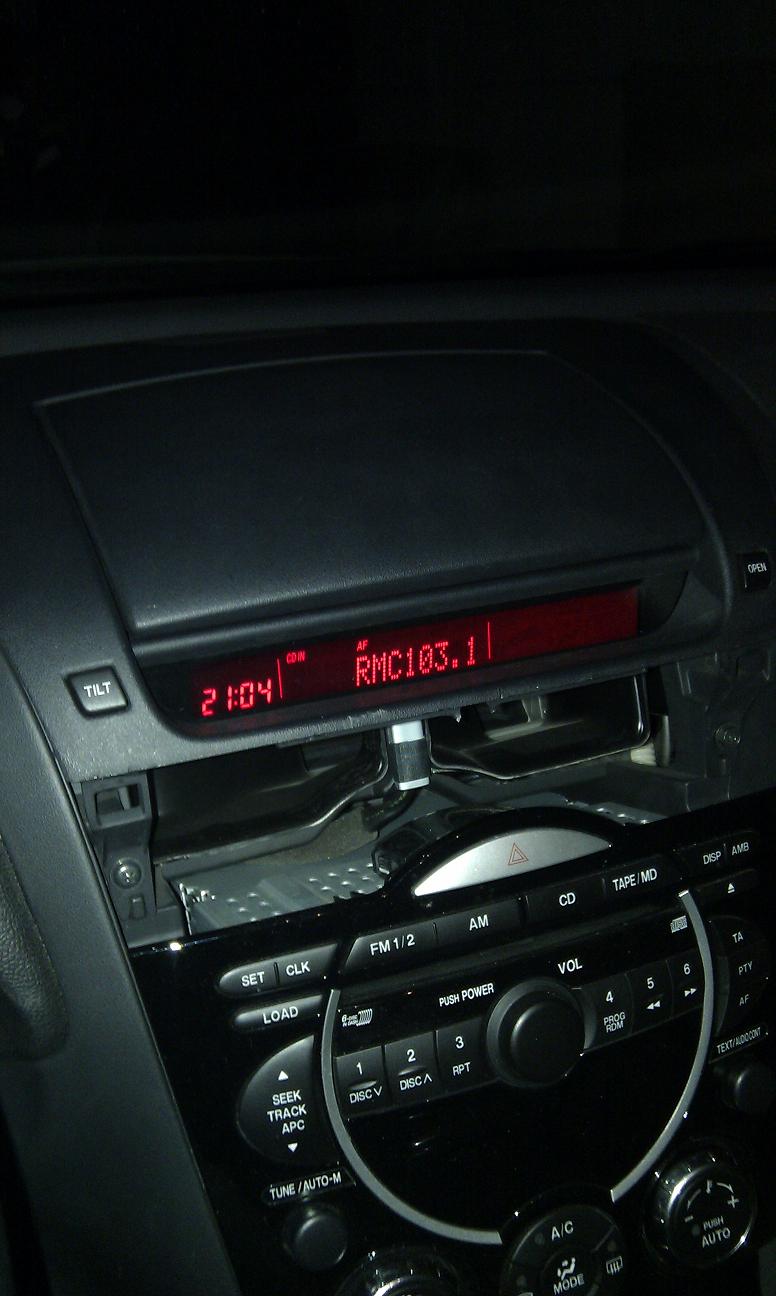 OPEN
TILT
21:04 CD IN AF RMC103.1
DISP AMB
FM 1/2 AM CD TAPE/MD
SET CLK
LOAD
PUSH POWER VOL
1 2 3 4 5 6
DISC DISC RPT PROG
RDM
TA
PTY
AF
TEXT/AUDIO CONT
SEEK
TRACK
APC
TUNE/AUTO-M
A/C
MODE
PUSH
AUTO